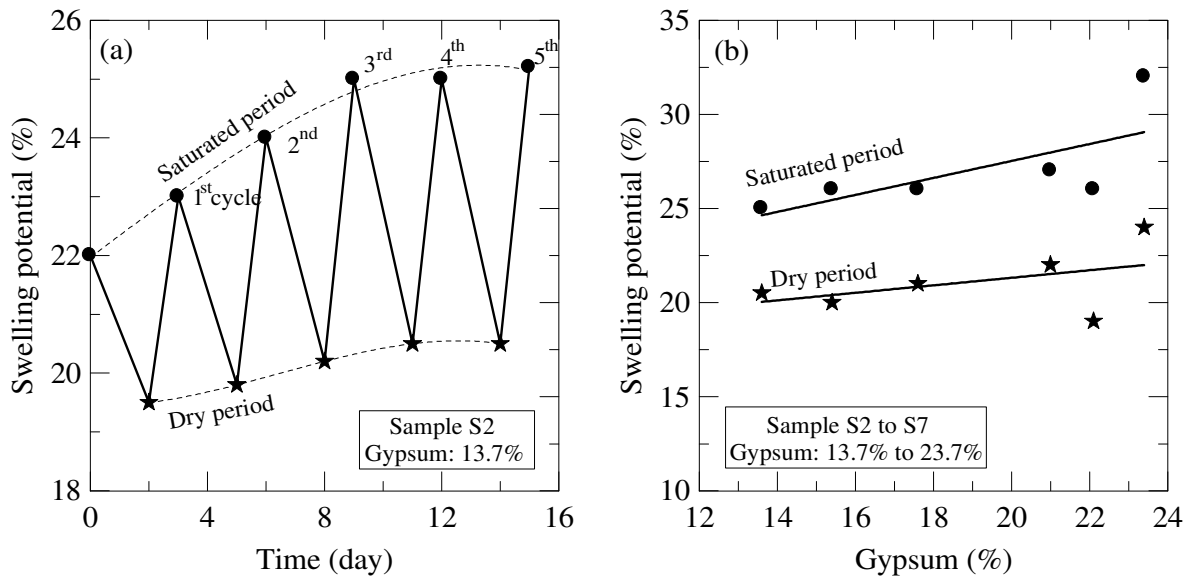 (a)
26
24
22
20
18
Swelling potential (%)
Saturated period
1st cycle
2nd
3rd
4th
5th
Dry period
Sample S2
Gypsum: 13.7%
0 4 8 12 16
Time (day)
(b)
35
30
25
20
15
10
Swelling potential (%)
Saturated period
Dry period
Sample S2 to S7
Gypsum: 13.7% to 23.7%
12 14 16 18 20 22 24
Gypsum (%)